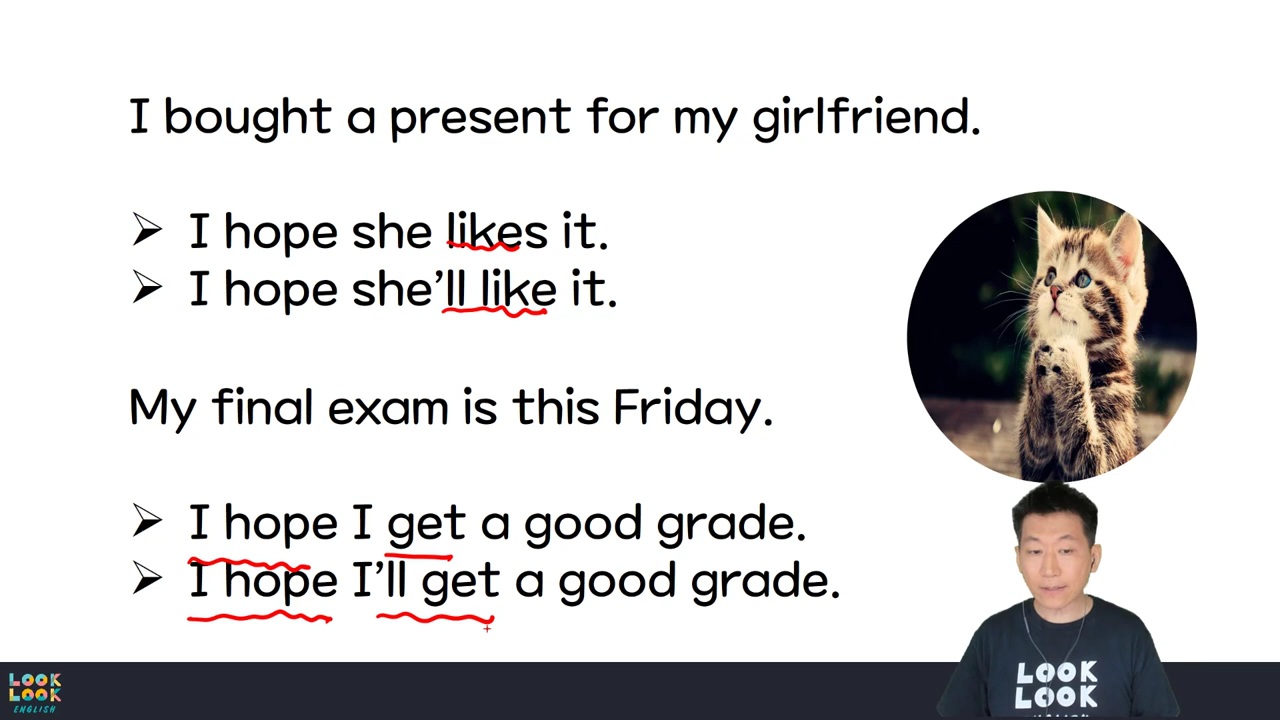 I bought a present for my girlfriend.
➢ I hope she likes it.
➢ I hope she’ll like it.
My final exam is this Friday.
➢ I hope I get a good grade.
➢ I hope I’ll get a good grade.
LOOK
LOOK
LOOK
LOOK
ENGLISH